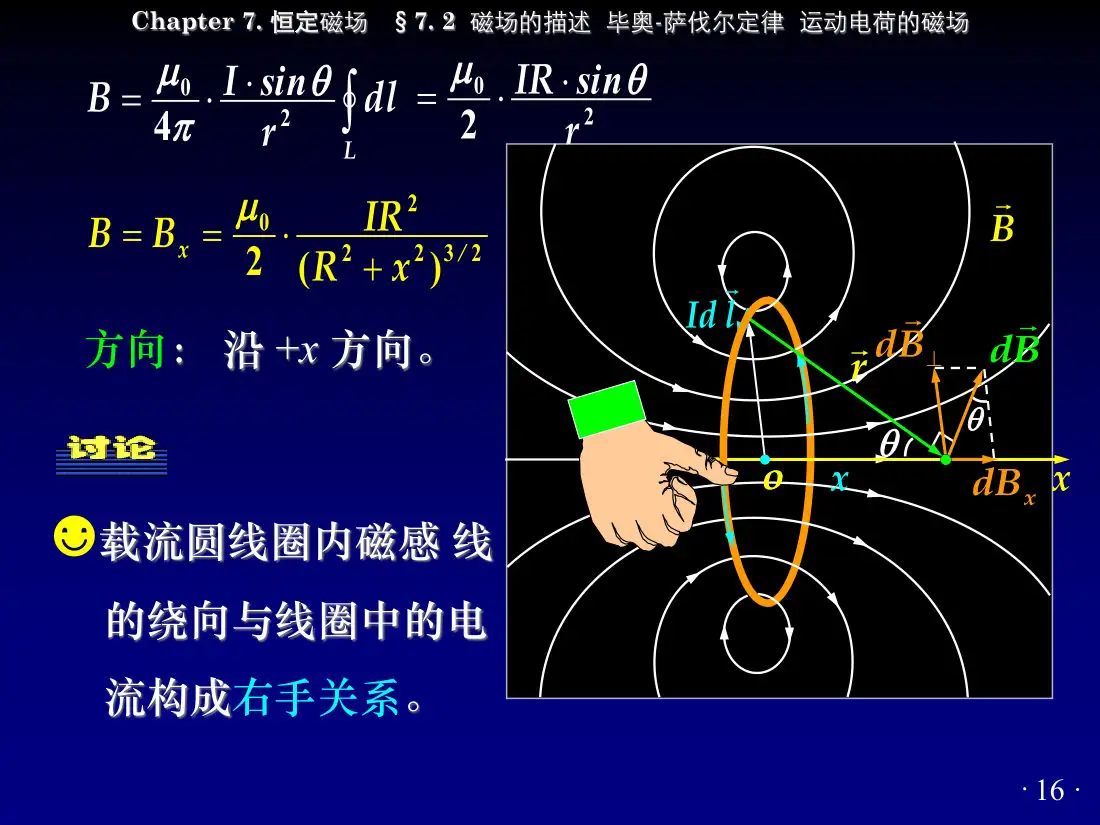 Chapter 7. 恒定磁场 §7. 2 磁场的描述 毕奥-萨伐尔定律 运动电荷的磁场
B = μ₀/4π · I · sinθ/r² ∮_L dl = μ₀/2 · IR · sinθ/r²
B = Bₓ = μ₀/2 · IR²/(R² + x²)^{3/2}
方向： 沿 +x 方向。
讨论
载流圆线圈内磁感 线
的绕向与线圈中的电
流构成右手关系。
B⃗
Id l⃗
r⃗
dB⃗⊥
dB⃗
θ
θ
o
x
dBₓ
x
· 16 ·